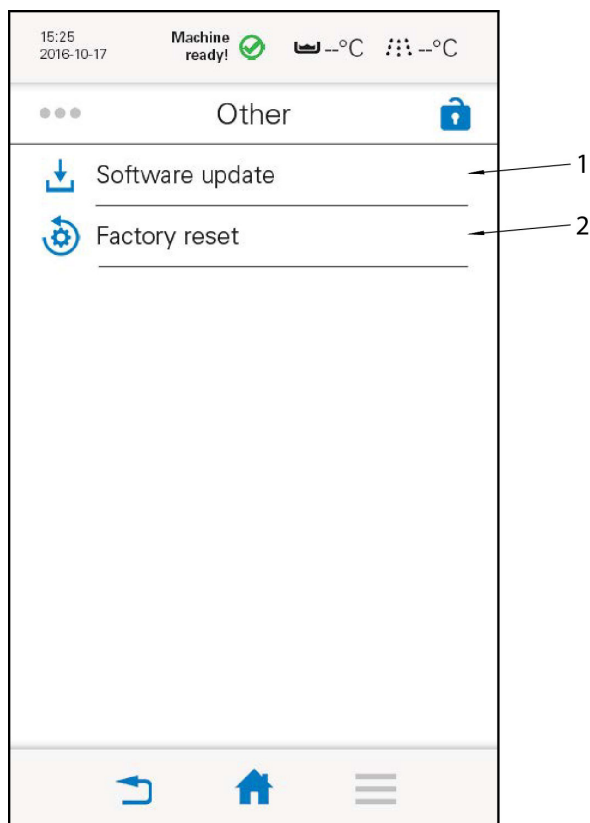 15:25 Machine ready! --°C --°C
2016-10-17
Other
Software update 1
Factory reset 2